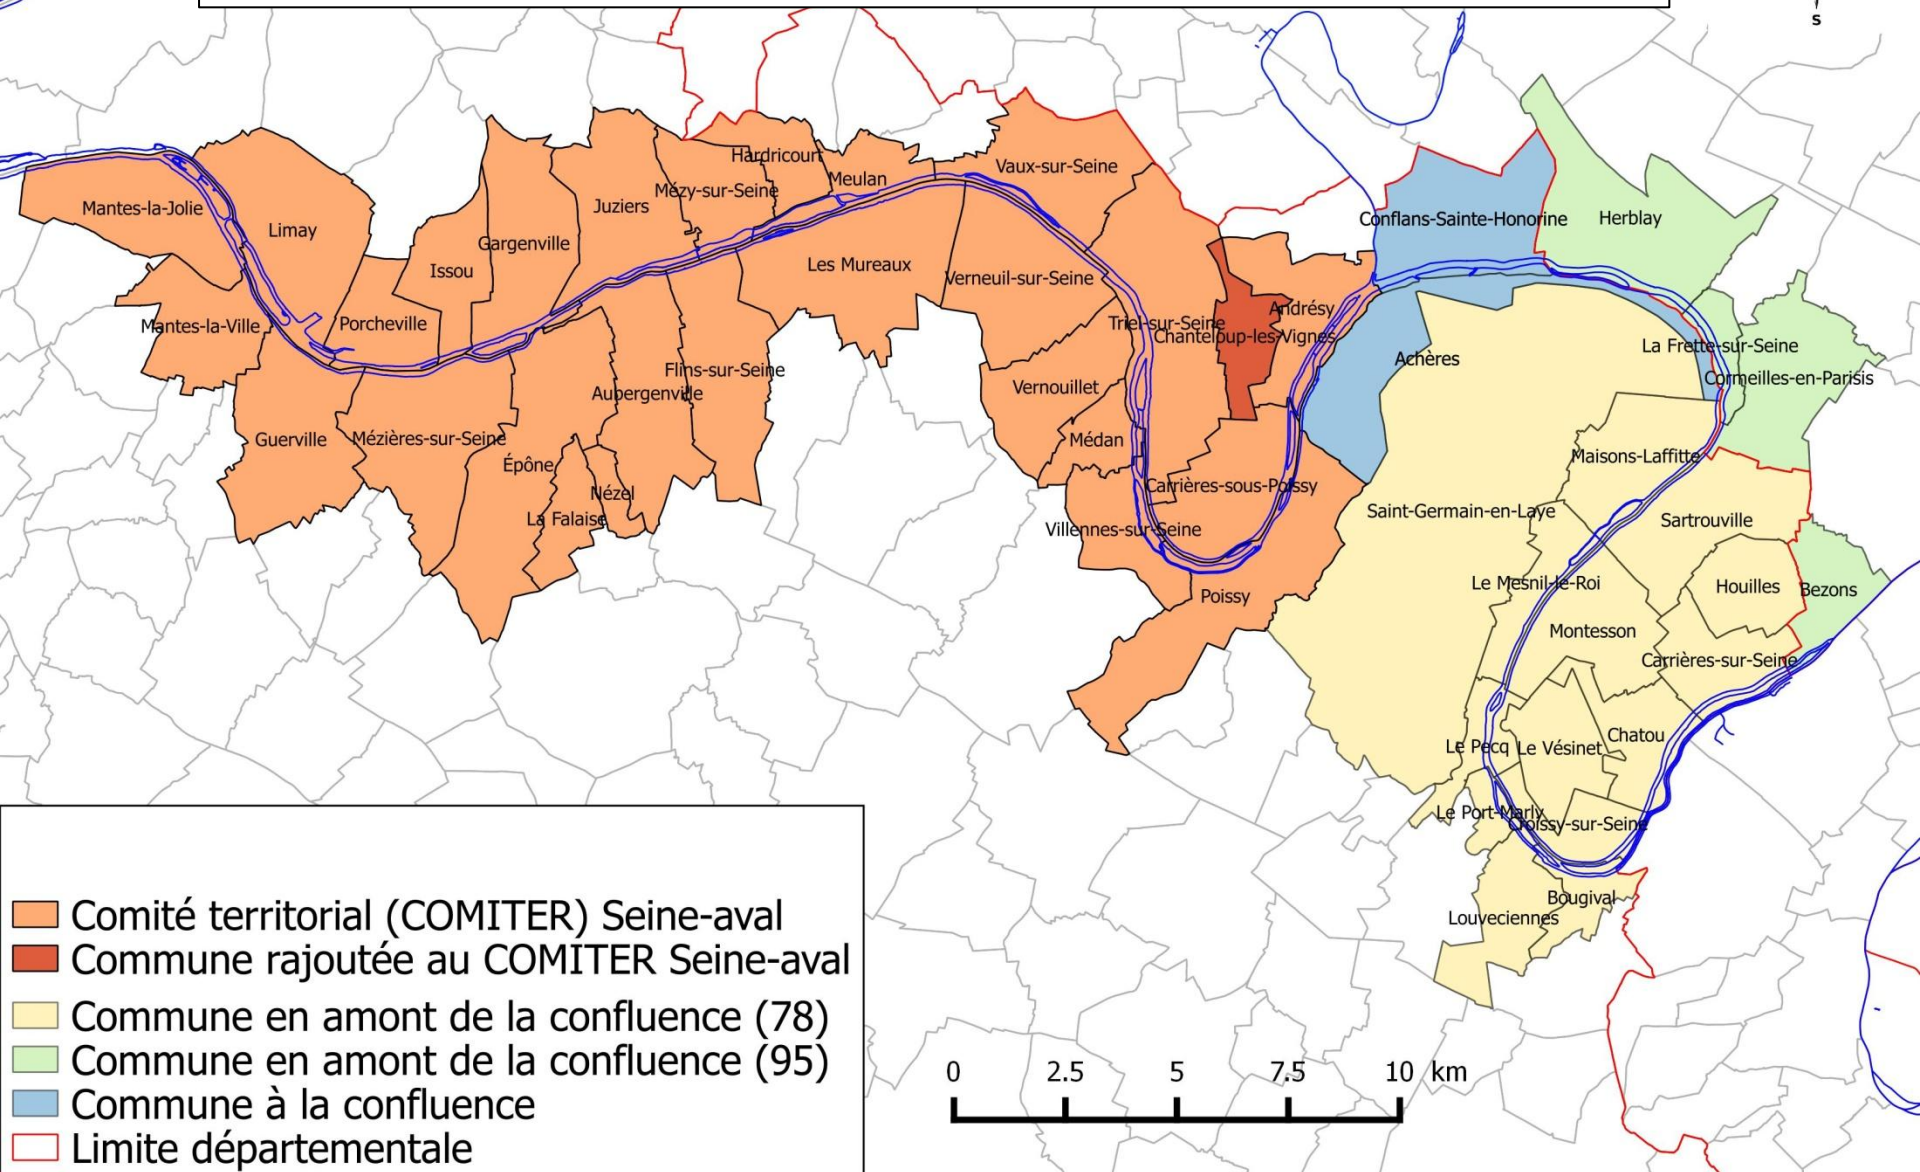 S
Hardricourt
Vaux-sur-Seine
Meulan
Mézy-sur-Seine
Juziers
Mantes-la-Jolie
Limay
Gargenville
Issou
Les Mureaux
Verneuil-sur-Seine
Conflans-Sainte-Honorine
Herblay
Andrésy
Triel-sur-Seine
Chanteloup-les-Vignes
Mantes-la-Ville
Porcheville
Achères
La Frette-sur-Seine
Cormeilles-en-Parisis
Flins-sur-Seine
Aubergenville
Vernouillet
Guerville
Mézières-sur-Seine
Médan
Épône
Maisons-Laffitte
Nézel
Carrières-sous-Poissy
La Falaise
Saint-Germain-en-Laye
Sartrouville
Villennes-sur-Seine
Le Mesnil-le-Roi
Houilles
Bezons
Poissy
Montesson
Carrières-sur-Seine
Le Pecq
Le Vésinet
Chatou
Le Port-Marly
Croissy-sur-Seine
Bougival
Louveciennes
Comité territorial (COMITER) Seine-aval
Commune rajoutée au COMITER Seine-aval
Commune en amont de la confluence (78)
Commune en amont de la confluence (95)
Commune à la confluence
Limite départementale
0 2.5 5 7.5 10 km